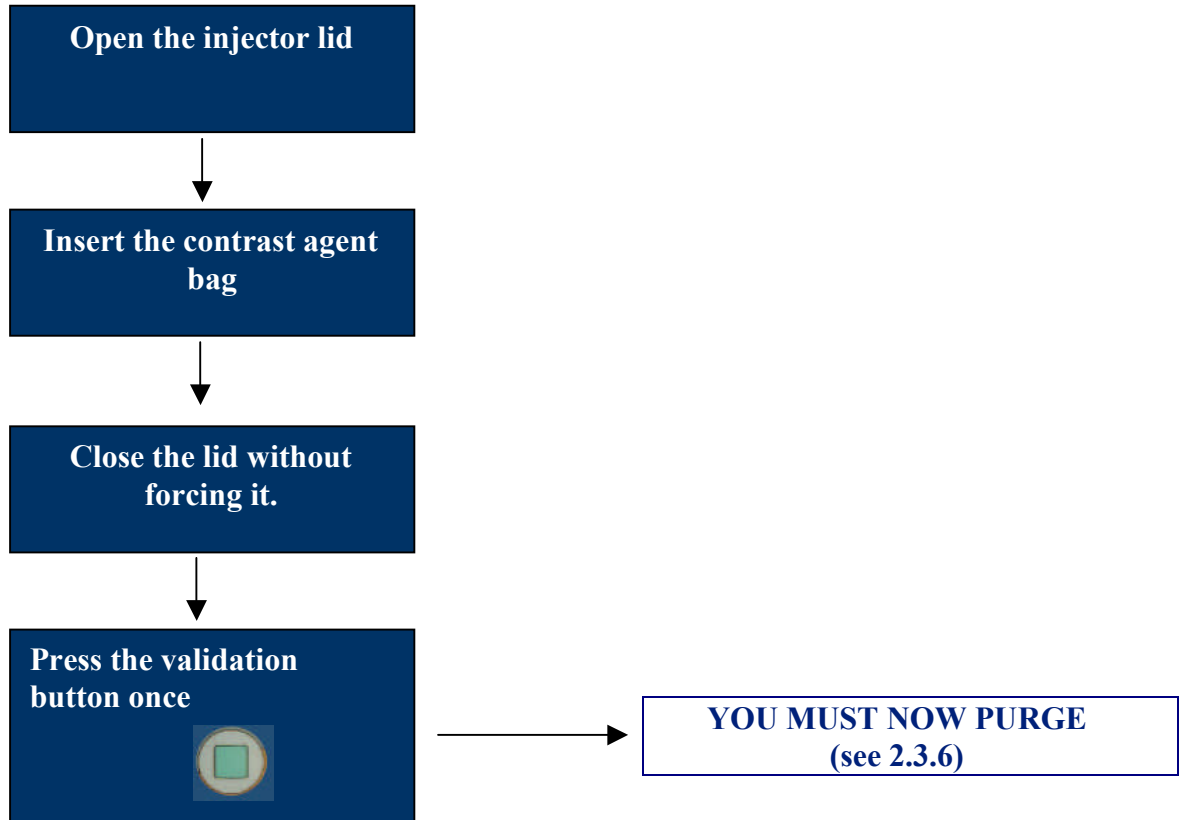 Open the injector lid
Insert the contrast agent
bag
Close the lid without
forcing it.
Press the validation
button once
YOU MUST NOW PURGE
(see 2.3.6)